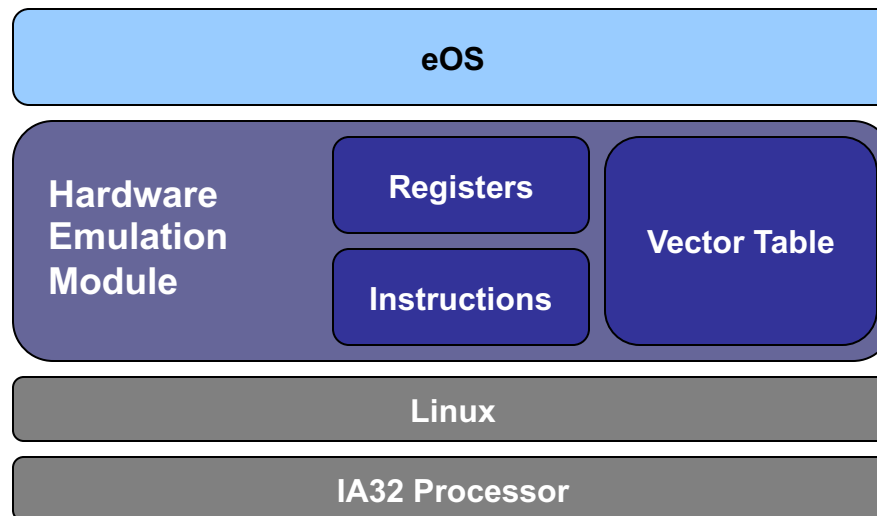 eOS
Hardware
Emulation
Module
Registers
Instructions
Vector Table
Linux
IA32 Processor